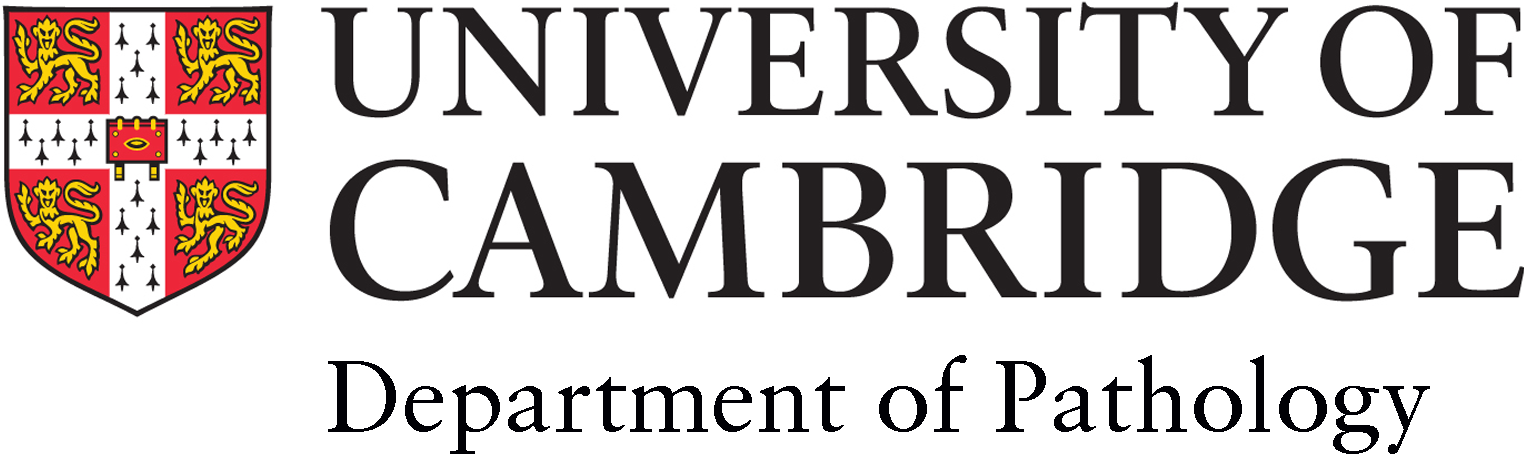 UNIVERSITY OF
CAMBRIDGE
Department of Pathology